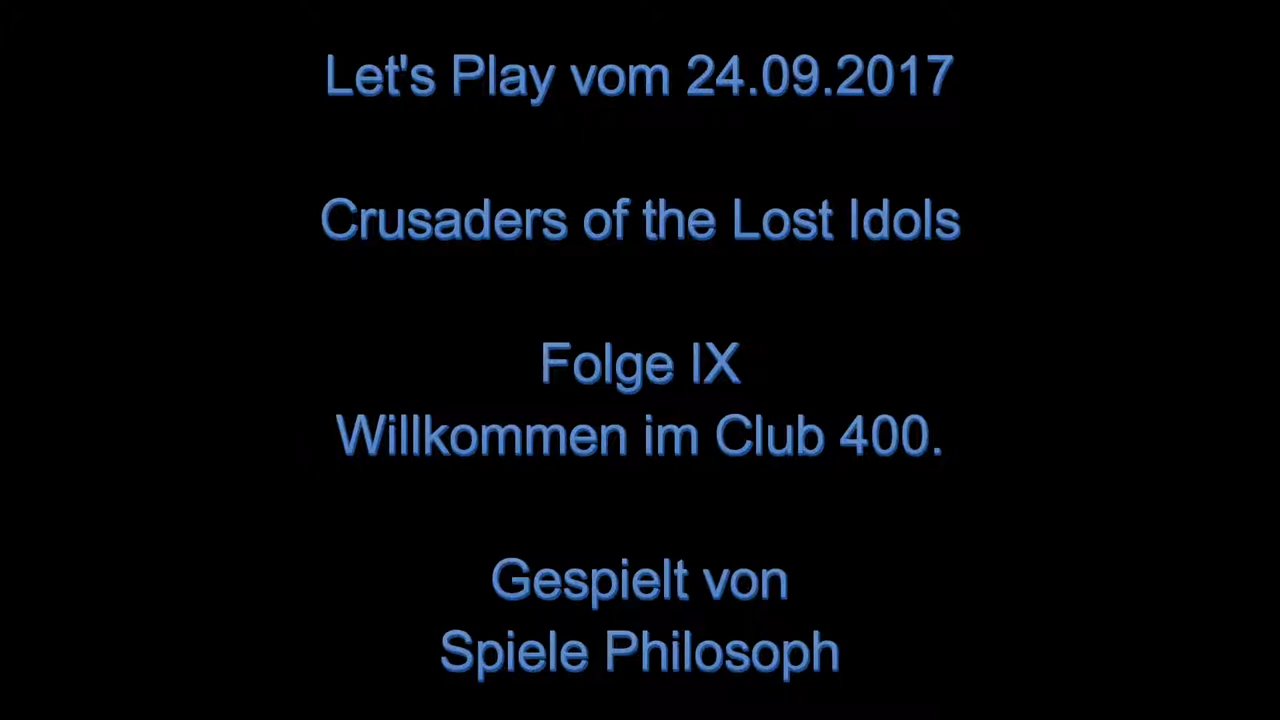 Let's Play vom 24.09.2017
Crusaders of the Lost Idols
Folge IX
Willkommen im Club 400.
Gespielt von
Spiele Philosoph